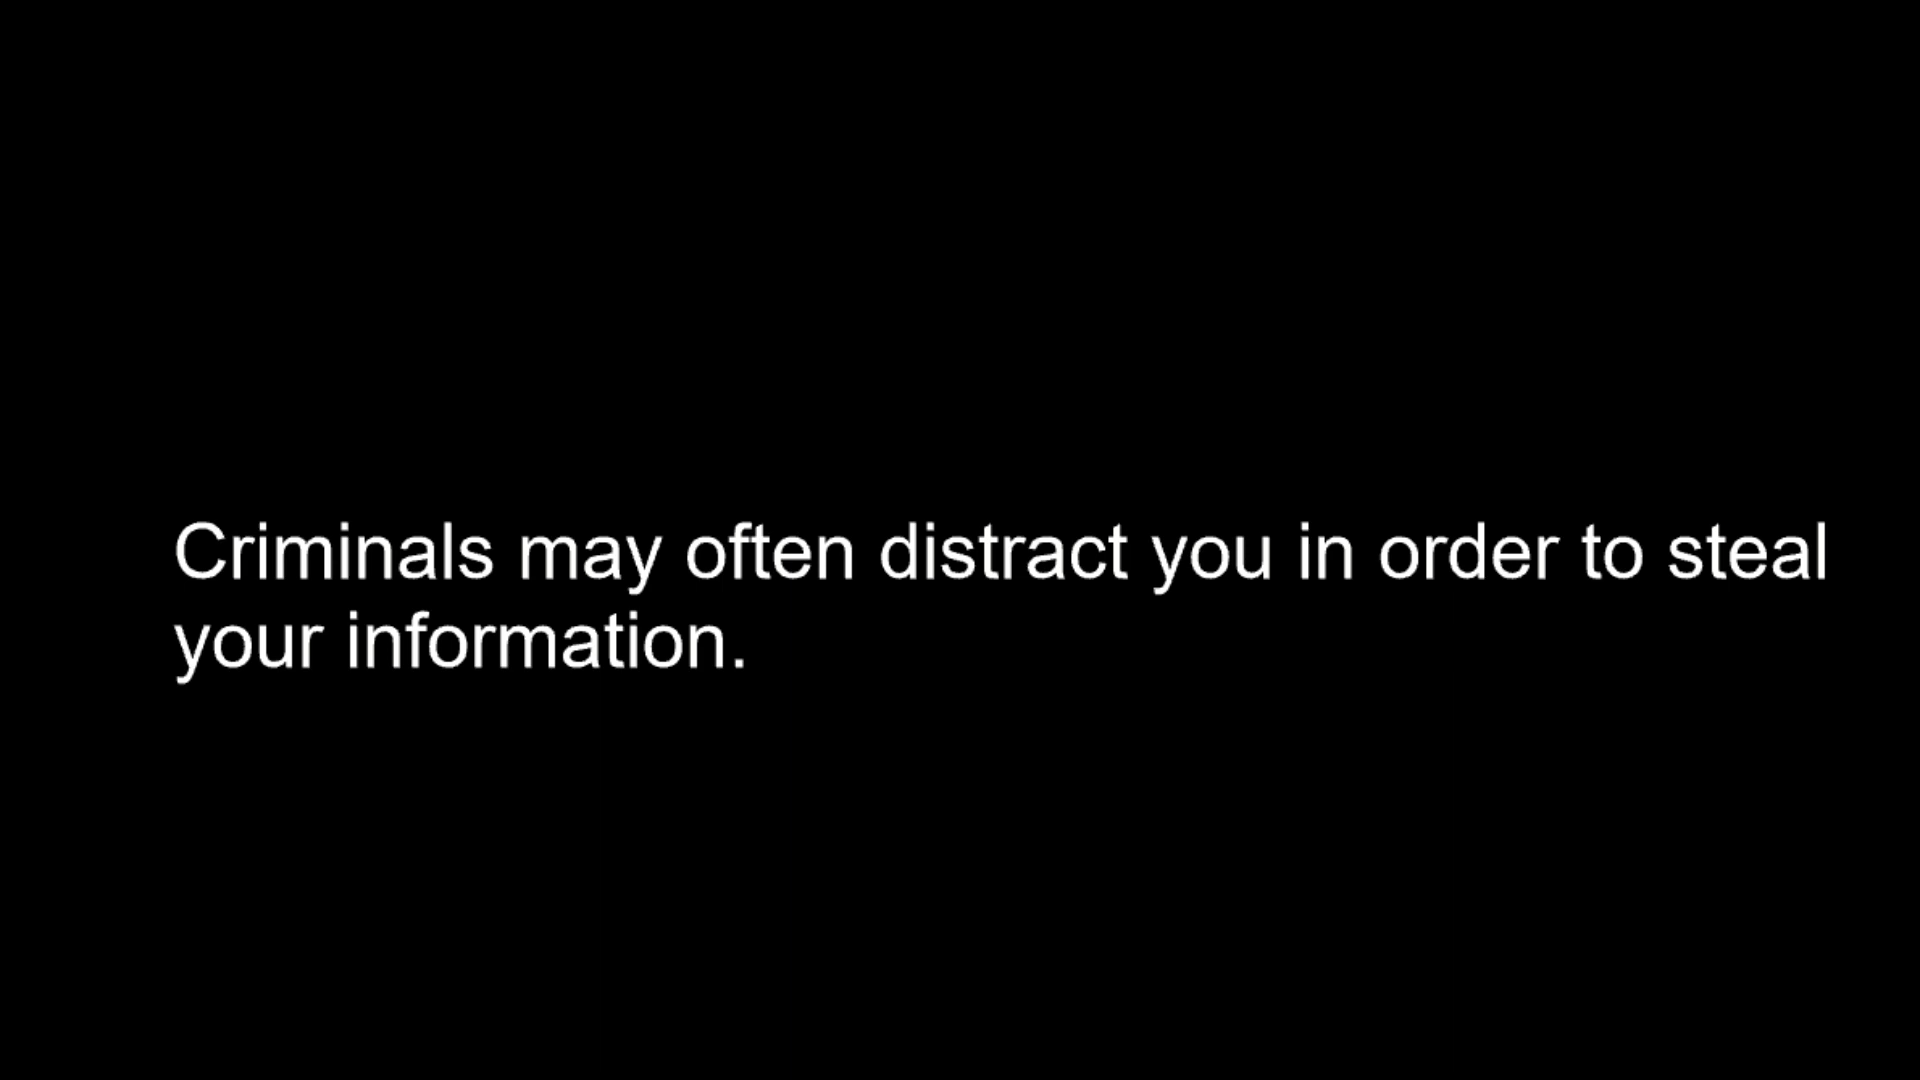 Criminals may often distract you in order to steal
your information.